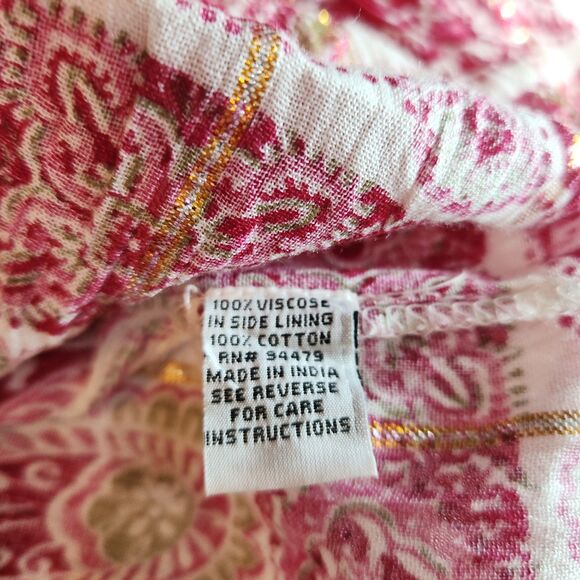 100% VISCOSE
IN SIDE LINING
100% COTTON
RN# 94479
MADE IN INDIA
SEE REVERSE
FOR CARE
INSTRUCTIONS